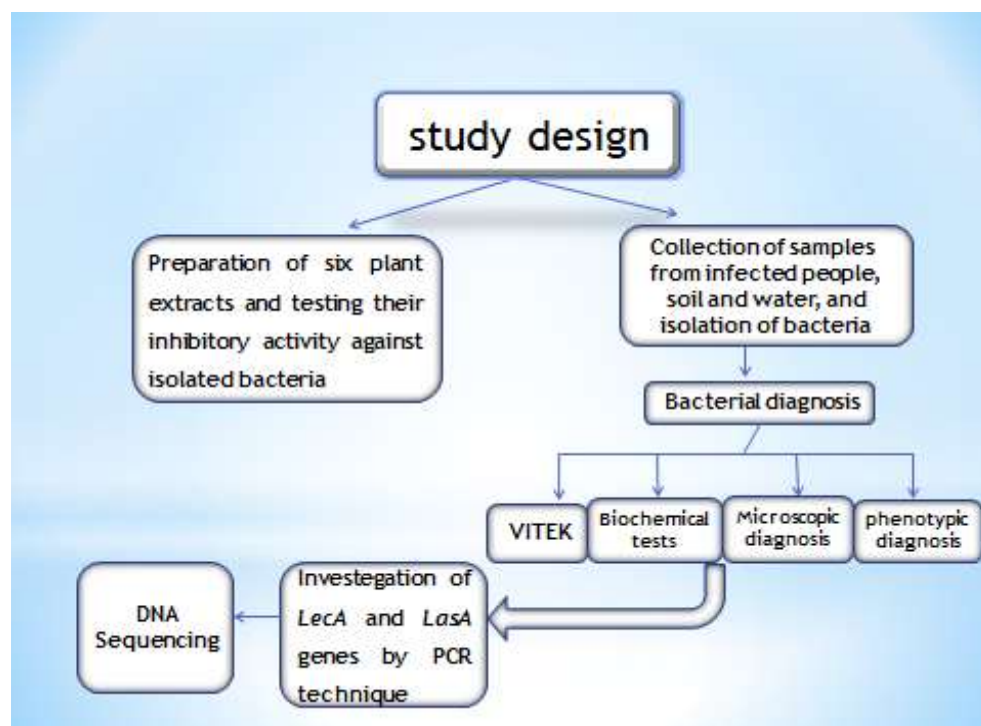 study design
Preparation of six plant
extracts and testing their
inhibitory activity against
isolated bacteria
Collection of samples
from infected people,
soil and water, and
isolation of bacteria
Bacterial diagnosis
VITEK
Biochemical
tests
Microscopic
diagnosis
phenotypic
diagnosis
Investegation of
LecA and LasA
genes by PCR
technique
DNA
Sequencing